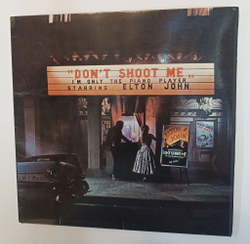 "DON'T SHOOT ME"
I'M ONLY THE PIANO PLAYER
STARRING ELTON JOHN